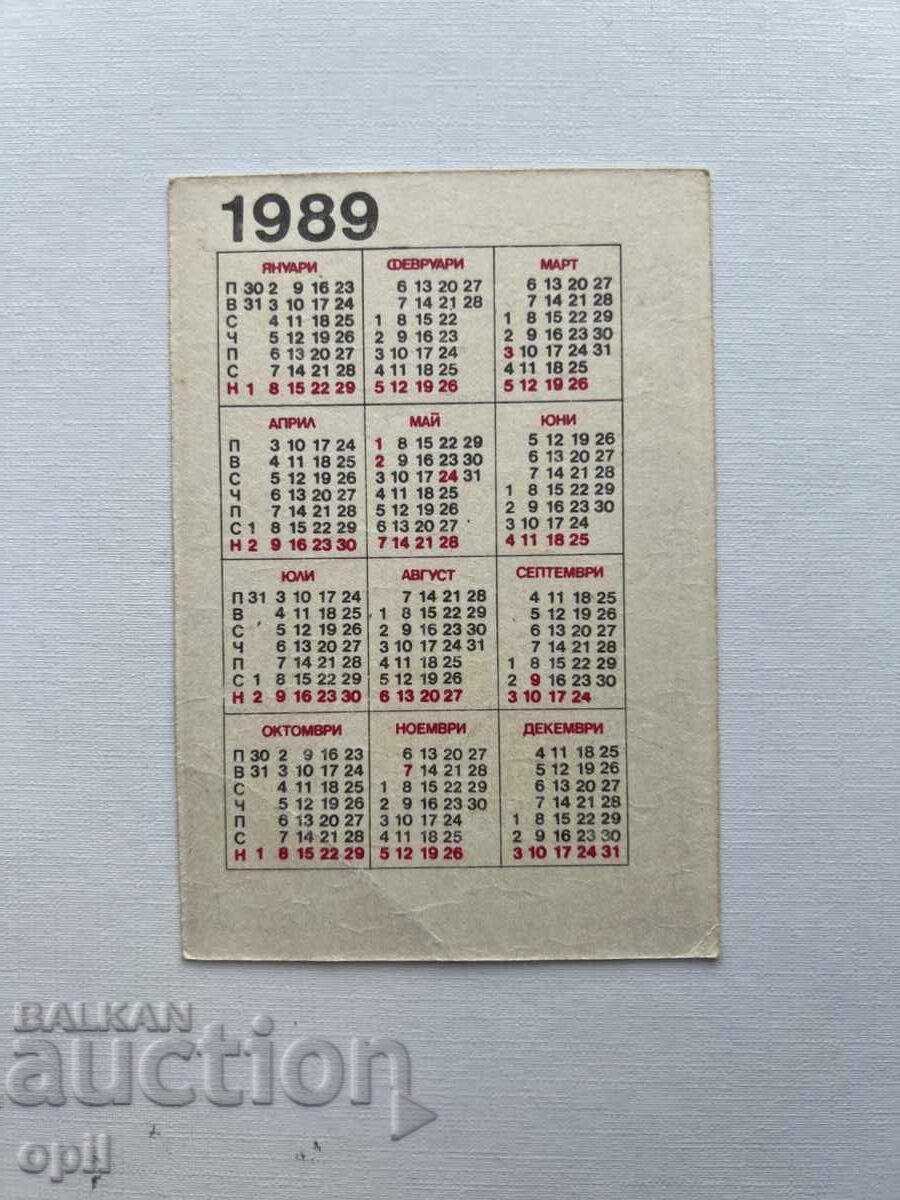 1989
ЯНУАРИ ФЕВРУАРИ МАРТ
П 30 2 9 16 23 6 13 20 27 6 13 20 27
В 31 3 10 17 24 7 14 21 28 7 14 21 28
С 4 11 18 25 1 8 15 22 1 8 15 22 29
Ч 5 12 19 26 2 9 16 23 2 9 16 23 30
П 6 13 20 27 3 10 17 24 3 10 17 24 31
С 7 14 21 28 4 11 18 25 4 11 18 25
Н 1 8 15 22 29 5 12 19 26 5 12 19 26
АПРИЛ МАЙ ЮНИ
П 3 10 17 24 1 8 15 22 29 5 12 19 26
В 4 11 18 25 2 9 16 23 30 6 13 20 27
С 5 12 19 26 3 10 17 24 31 7 14 21 28
Ч 6 13 20 27 4 11 18 25 1 8 15 22 29
П 7 14 21 28 5 12 19 26 2 9 16 23 30
С 1 8 15 22 29 6 13 20 27 3 10 17 24
Н 2 9 16 23 30 7 14 21 28 4 11 18 25
ЮЛИ АВГУСТ СЕПТЕМВРИ
П 31 3 10 17 24 7 14 21 28 4 11 18 25
В 4 11 18 25 1 8 15 22 29 5 12 19 26
С 5 12 19 26 2 9 16 23 30 6 13 20 27
Ч 6 13 20 27 3 10 17 24 31 7 14 21 28
П 7 14 21 28 4 11 18 25 1 8 15 22 29
С 1 8 15 22 29 5 12 19 26 2 9 16 23 30
Н 2 9 16 23 30 6 13 20 27 3 10 17 24
ОКТОМВРИ НОЕМВРИ ДЕКЕМВРИ
П 30 2 9 16 23 6 13 20 27 4 11 18 25
В 31 3 10 17 24 7 14 21 28 5 12 19 26
С 4 11 18 25 1 8 15 22 29 6 13 20 27
Ч 5 12 19 26 2 9 16 23 30 7 14 21 28
П 6 13 20 27 3 10 17 24 1 8 15 22 29
С 7 14 21 28 4 11 18 25 2 9 16 23 30
Н 1 8 15 22 29 5 12 19 26 3 10 17 24 31
BALKAN
auction
opil